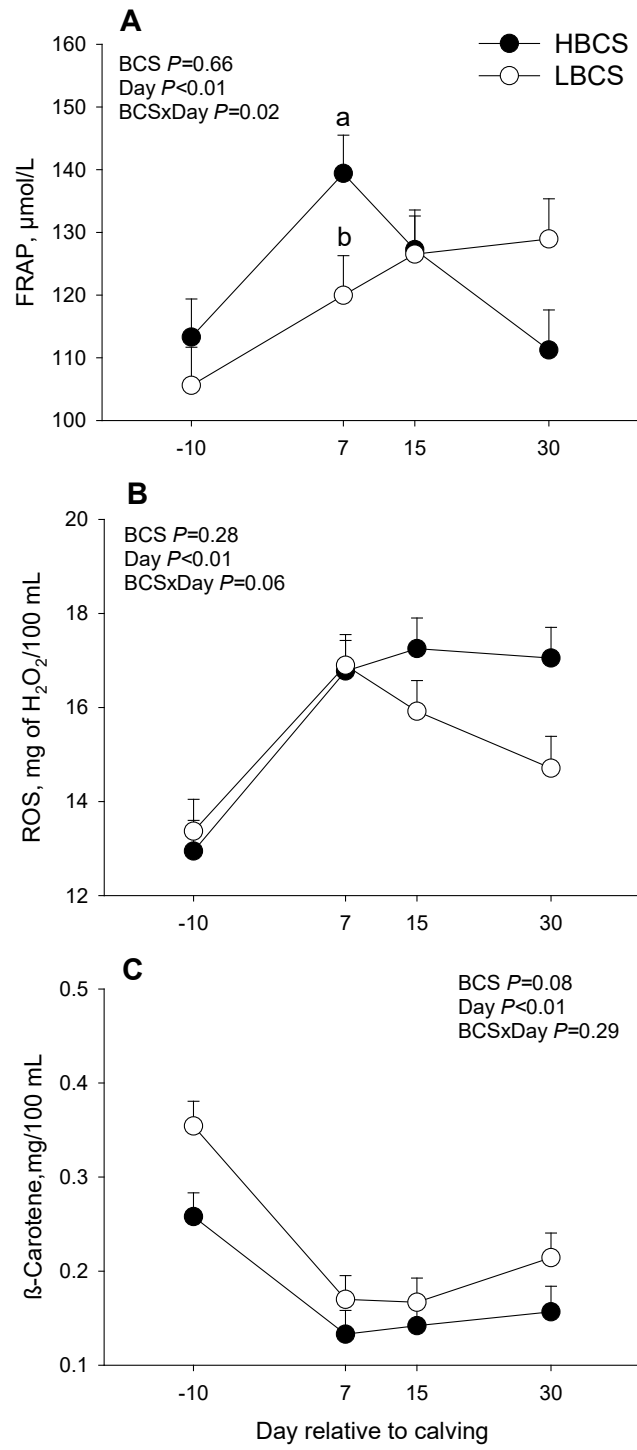 A
HBCS
LBCS
BCS P=0.66
Day P<0.01
BCSxDay P=0.02
160
150
140
130
120
110
100
FRAP, µmol/L
a
b
-10 7 15 30
B
BCS P=0.28
Day P<0.01
BCSxDay P=0.06
20
18
16
14
12
ROS, mg of H₂O₂/100 mL
-10 7 15 30
C
BCS P=0.08
Day P<0.01
BCSxDay P=0.29
0.5
0.4
0.3
0.2
0.1
ß-Carotene,mg/100 mL
-10 7 15 30
Day relative to calving